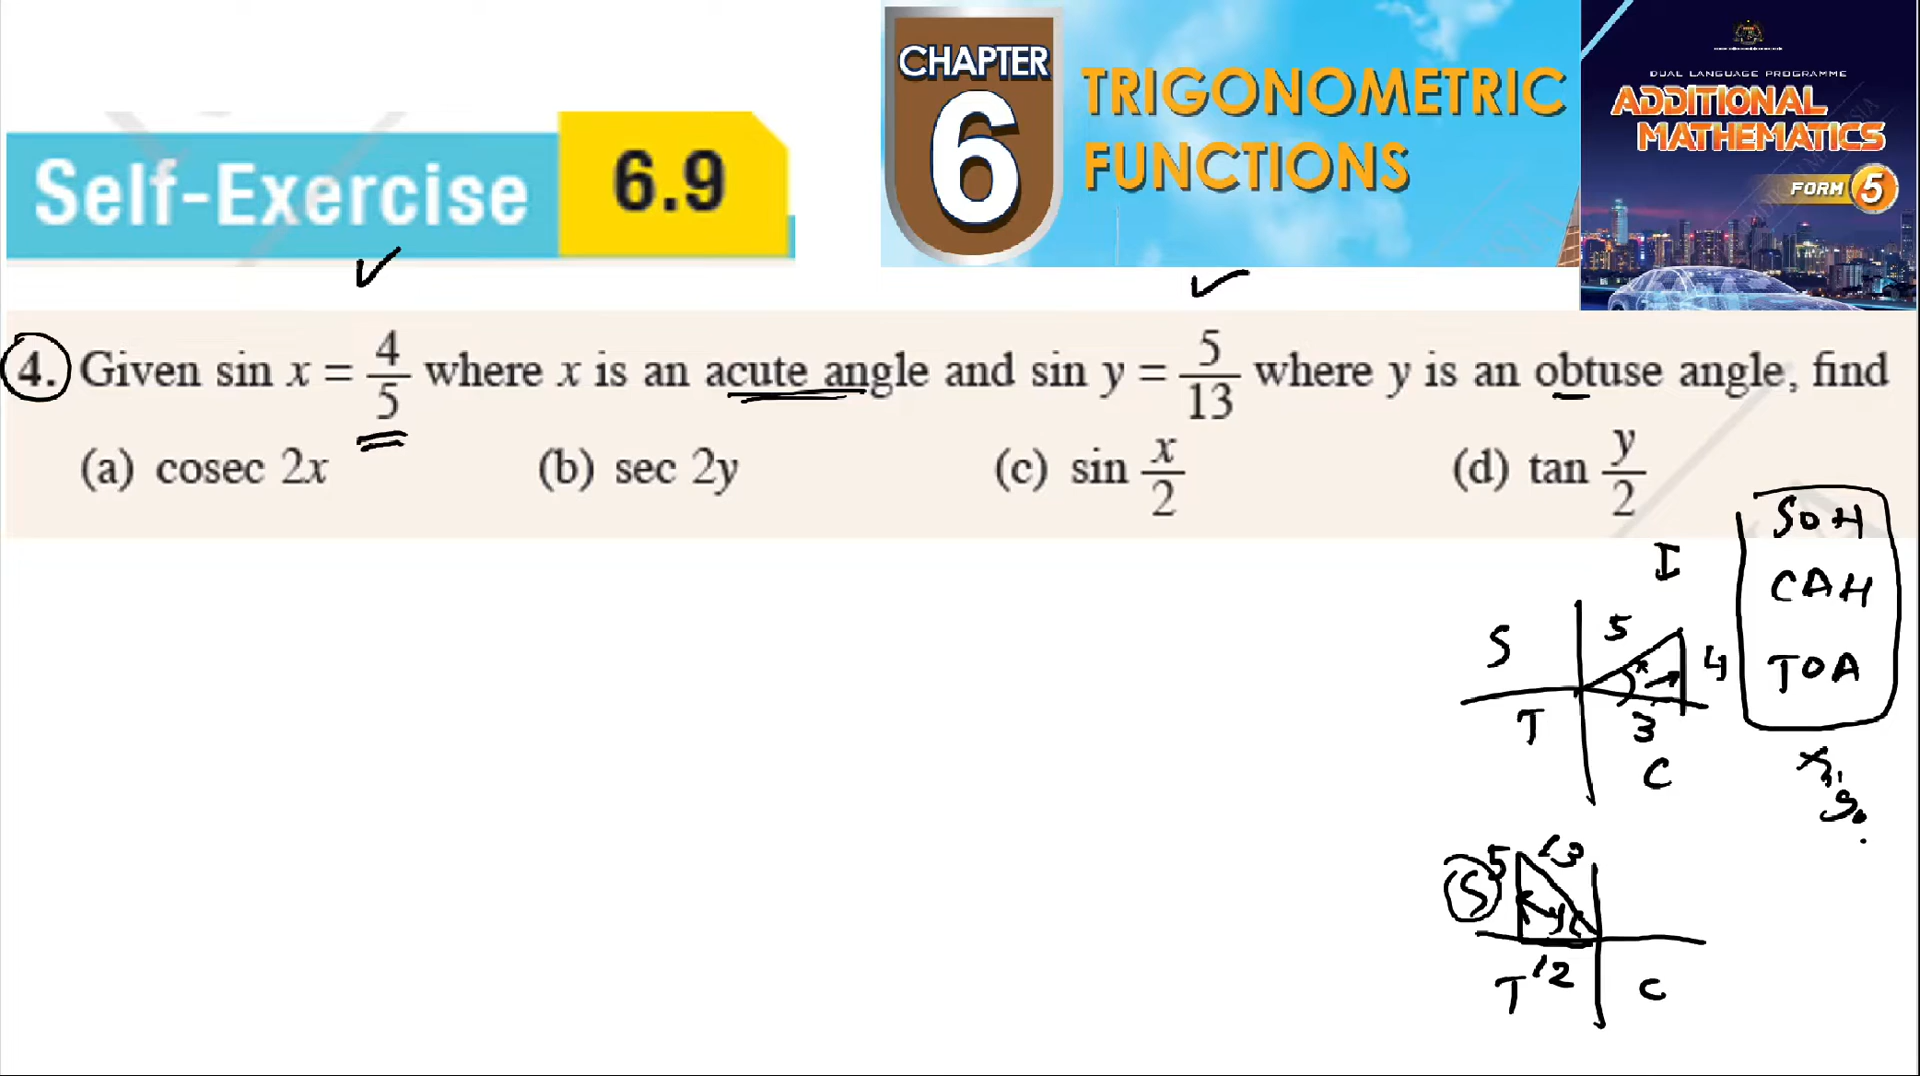 CHAPTER
6
TRIGONOMETRIC
FUNCTIONS
DUAL LANGUAGE PROGRAMME
ADDITIONAL
MATHEMATICS
FORM 5
Self-Exercise 6.9
4. Given sin x = 4/5 where x is an acute angle and sin y = 5/13 where y is an obtuse angle, find
(a) cosec 2x (b) sec 2y (c) sin x/2 (d) tan y/2
SOH
CAH
TOA
I
S
5
x
4
T
3
C
5
13
S
y
T
12
C